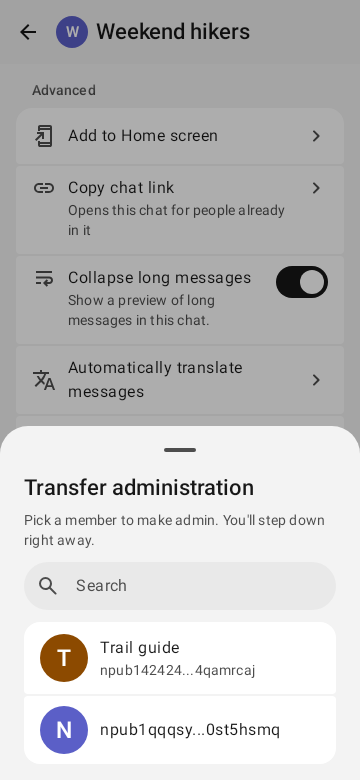 W Weekend hikers
Advanced
Add to Home screen
Copy chat link
Opens this chat for people already
in it
Collapse long messages
Show a preview of long
messages in this chat.
Automatically translate
messages
Transfer administration
Pick a member to make admin. You'll step down
right away.
Search
T Trail guide
npub142424...4qamrcaj
N npub1qqqsy...0st5hsmq